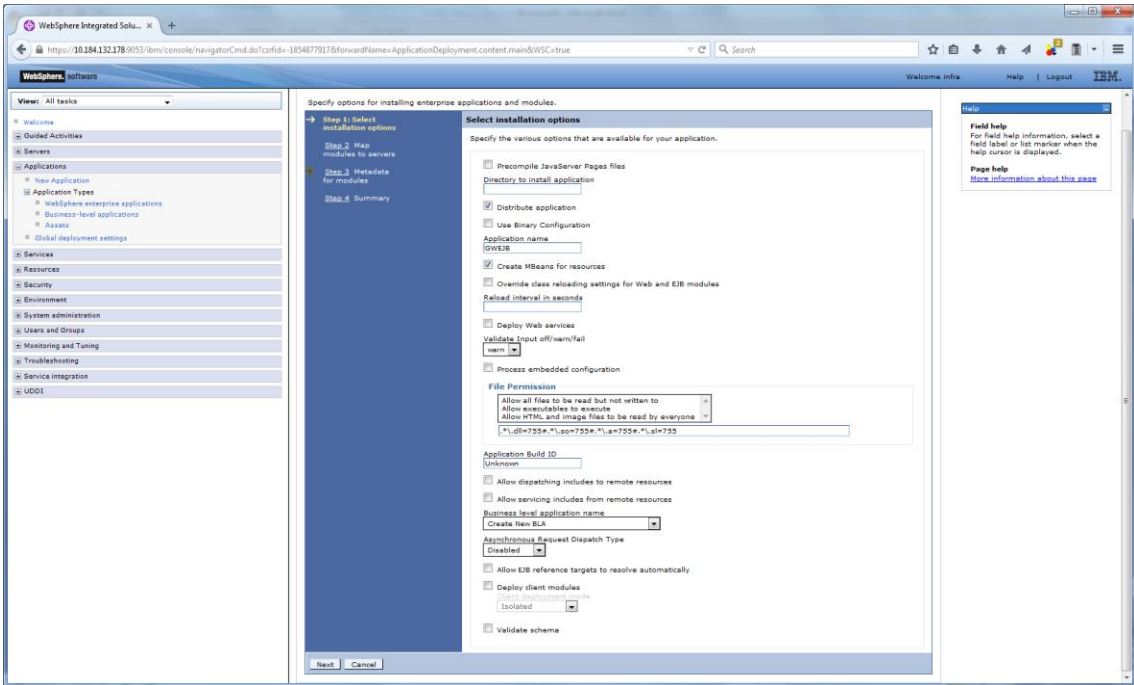 WebSphere Integrated Solu... × +
https://10.184.132.178:9053/ibm/console/navigatorCmd.do?csrfid=-1854877917&forwardName=ApplicationDeployment.content.main&WSC=true
Search
2
WebSphere. software
Welcome infra
Help | Logout
IBM.
View: All tasks
Welcome
Guided Activities
Servers
Applications
New Application
Application Types
WebSphere enterprise applications
Business-level applications
Assets
Global deployment settings
Services
Resources
Security
Environment
System administration
Users and Groups
Monitoring and Tuning
Troubleshooting
Service integration
UDDI
Specify options for installing enterprise applications and modules.
Step 1: Select
installation options
Step 2 Map
modules to servers
Step 3 Metadata
for modules
Step 4 Summary
Select installation options
Specify the various options that are available for your application.
Precompile JavaServer Pages files
Directory to install application
Distribute application
Use Binary Configuration
Application name
GWEJB
Create MBeans for resources
Override class reloading settings for Web and EJB modules
Reload interval in seconds
Deploy Web services
Validate Input off/warn/fail
warn
Process embedded configuration
File Permission
Allow all files to be read but not written to
Allow executables to execute
Allow HTML and image files to be read by everyone
.*\.dll=755#.*\.so=755#.*\.a=755#.*\.sl=755
Application Build ID
Unknown
Allow dispatching includes to remote resources
Allow servicing includes from remote resources
Business level application name
Create New BLA
Asynchronous Request Dispatch Type
Disabled
Allow EJB reference targets to resolve automatically
Deploy client modules
Client deployment mode
Isolated
Validate schema
Next Cancel
Help
Field help
For field help information, select a
field label or list marker when the
help cursor is displayed.
Page help
More information about this page